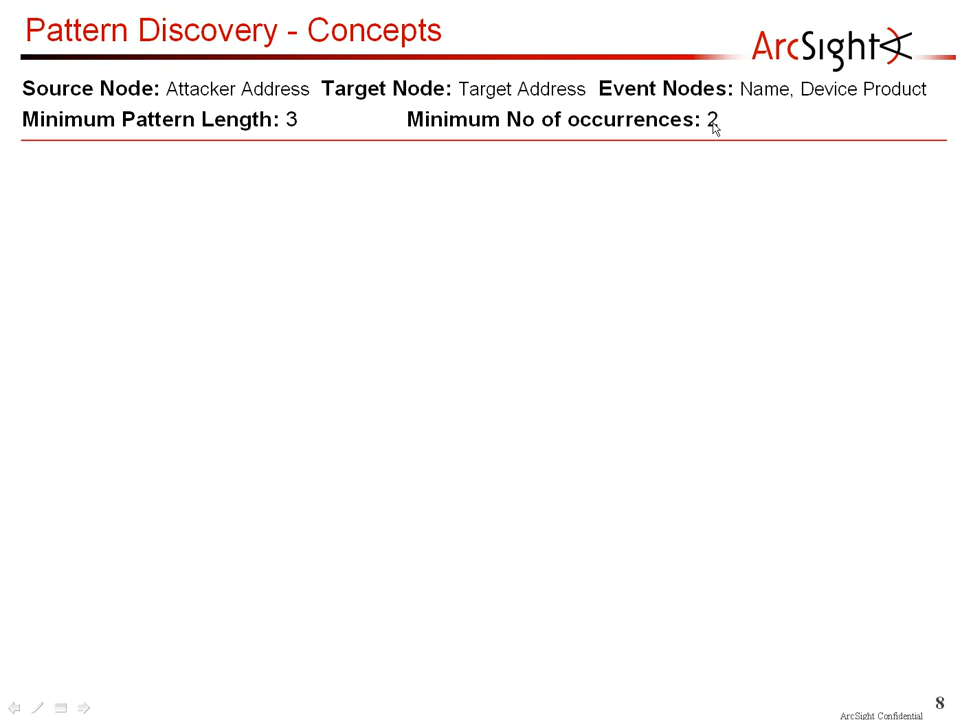 Pattern Discovery - Concepts
ArcSight
Source Node: Attacker Address Target Node: Target Address Event Nodes: Name, Device Product
Minimum Pattern Length: 3 Minimum No of occurrences: 2
8
ArcSight Confidential